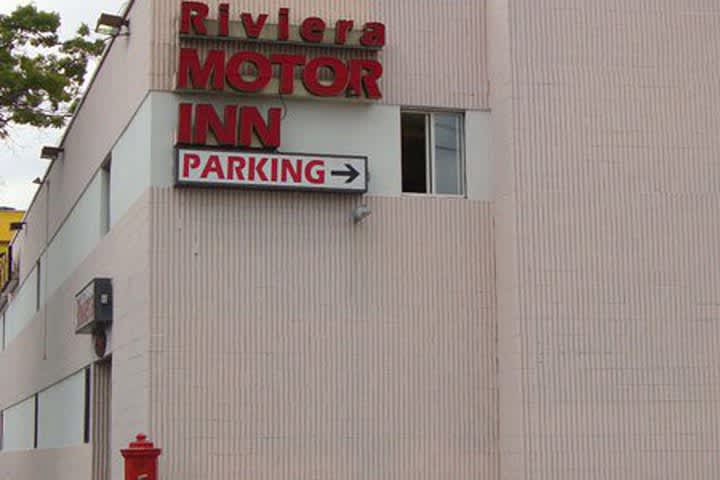 Riviera
MOTOR
INN
PARKING →